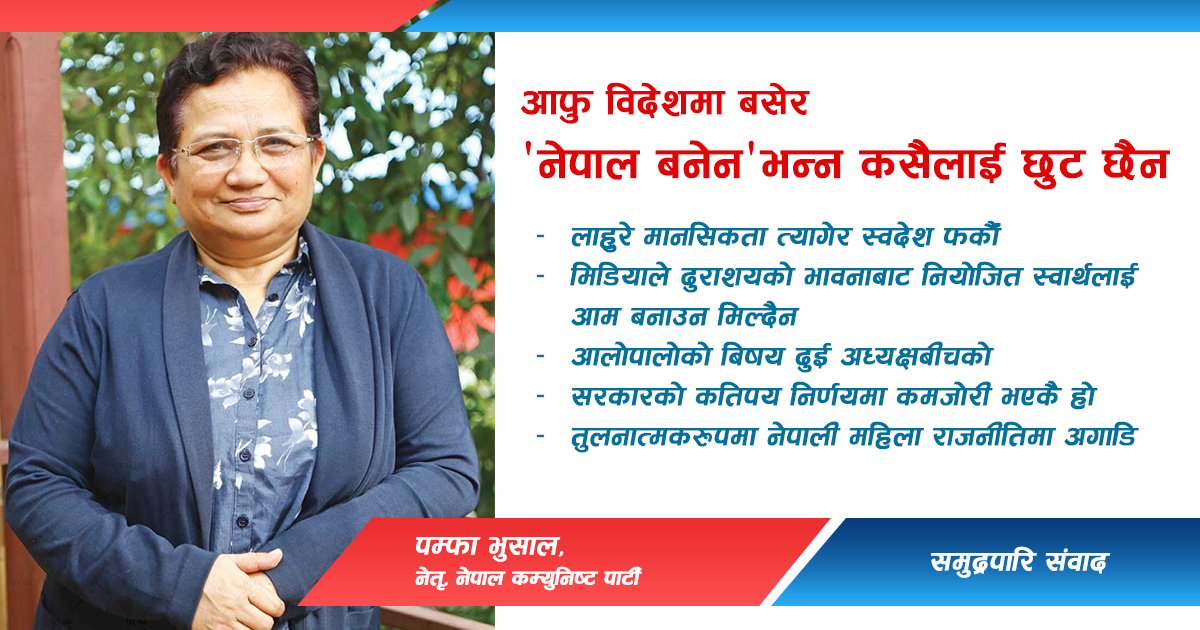 आफु विदेशमा बसेर
'नेपाल बनेन'भन्न कसैलाई छुट छैन
- लाहुरे मानसिकता त्यागेर स्वदेश फर्कौं
- मिडियाले दुराशयको भावनाबाट नियोजित स्वार्थलाई
आम बनाउन मिल्दैन
- आलोपालोको बिषय दुई अध्यक्षबीचको
- सरकारको कतिपय निर्णयमा कमजोरी भएकै हो
- तुलनात्मकरुपमा नेपाली महिला राजनीतिमा अगाडि
पम्फा भुसाल,
नेतृ, नेपाल कम्युनिष्ट पार्टी
समुद्रपारि संवाद